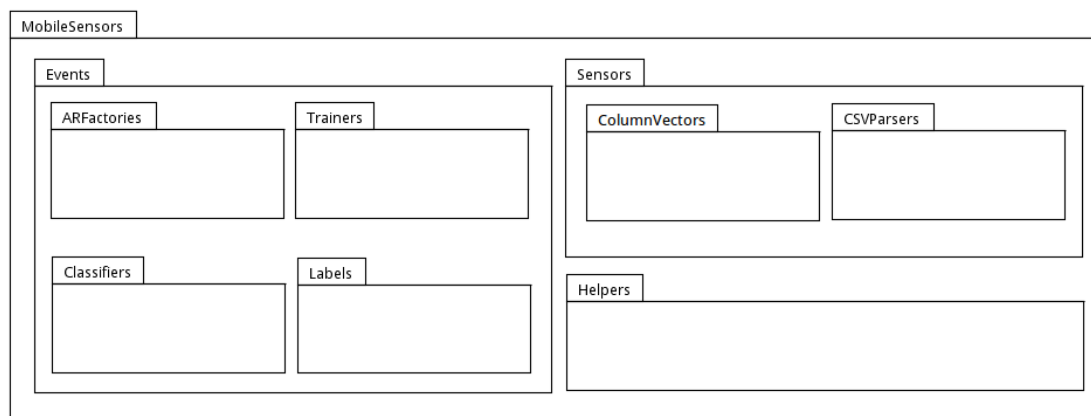 MobileSensors
Events
Sensors
ARFactories
Trainers
ColumnVectors
CSVParsers
Classifiers
Labels
Helpers